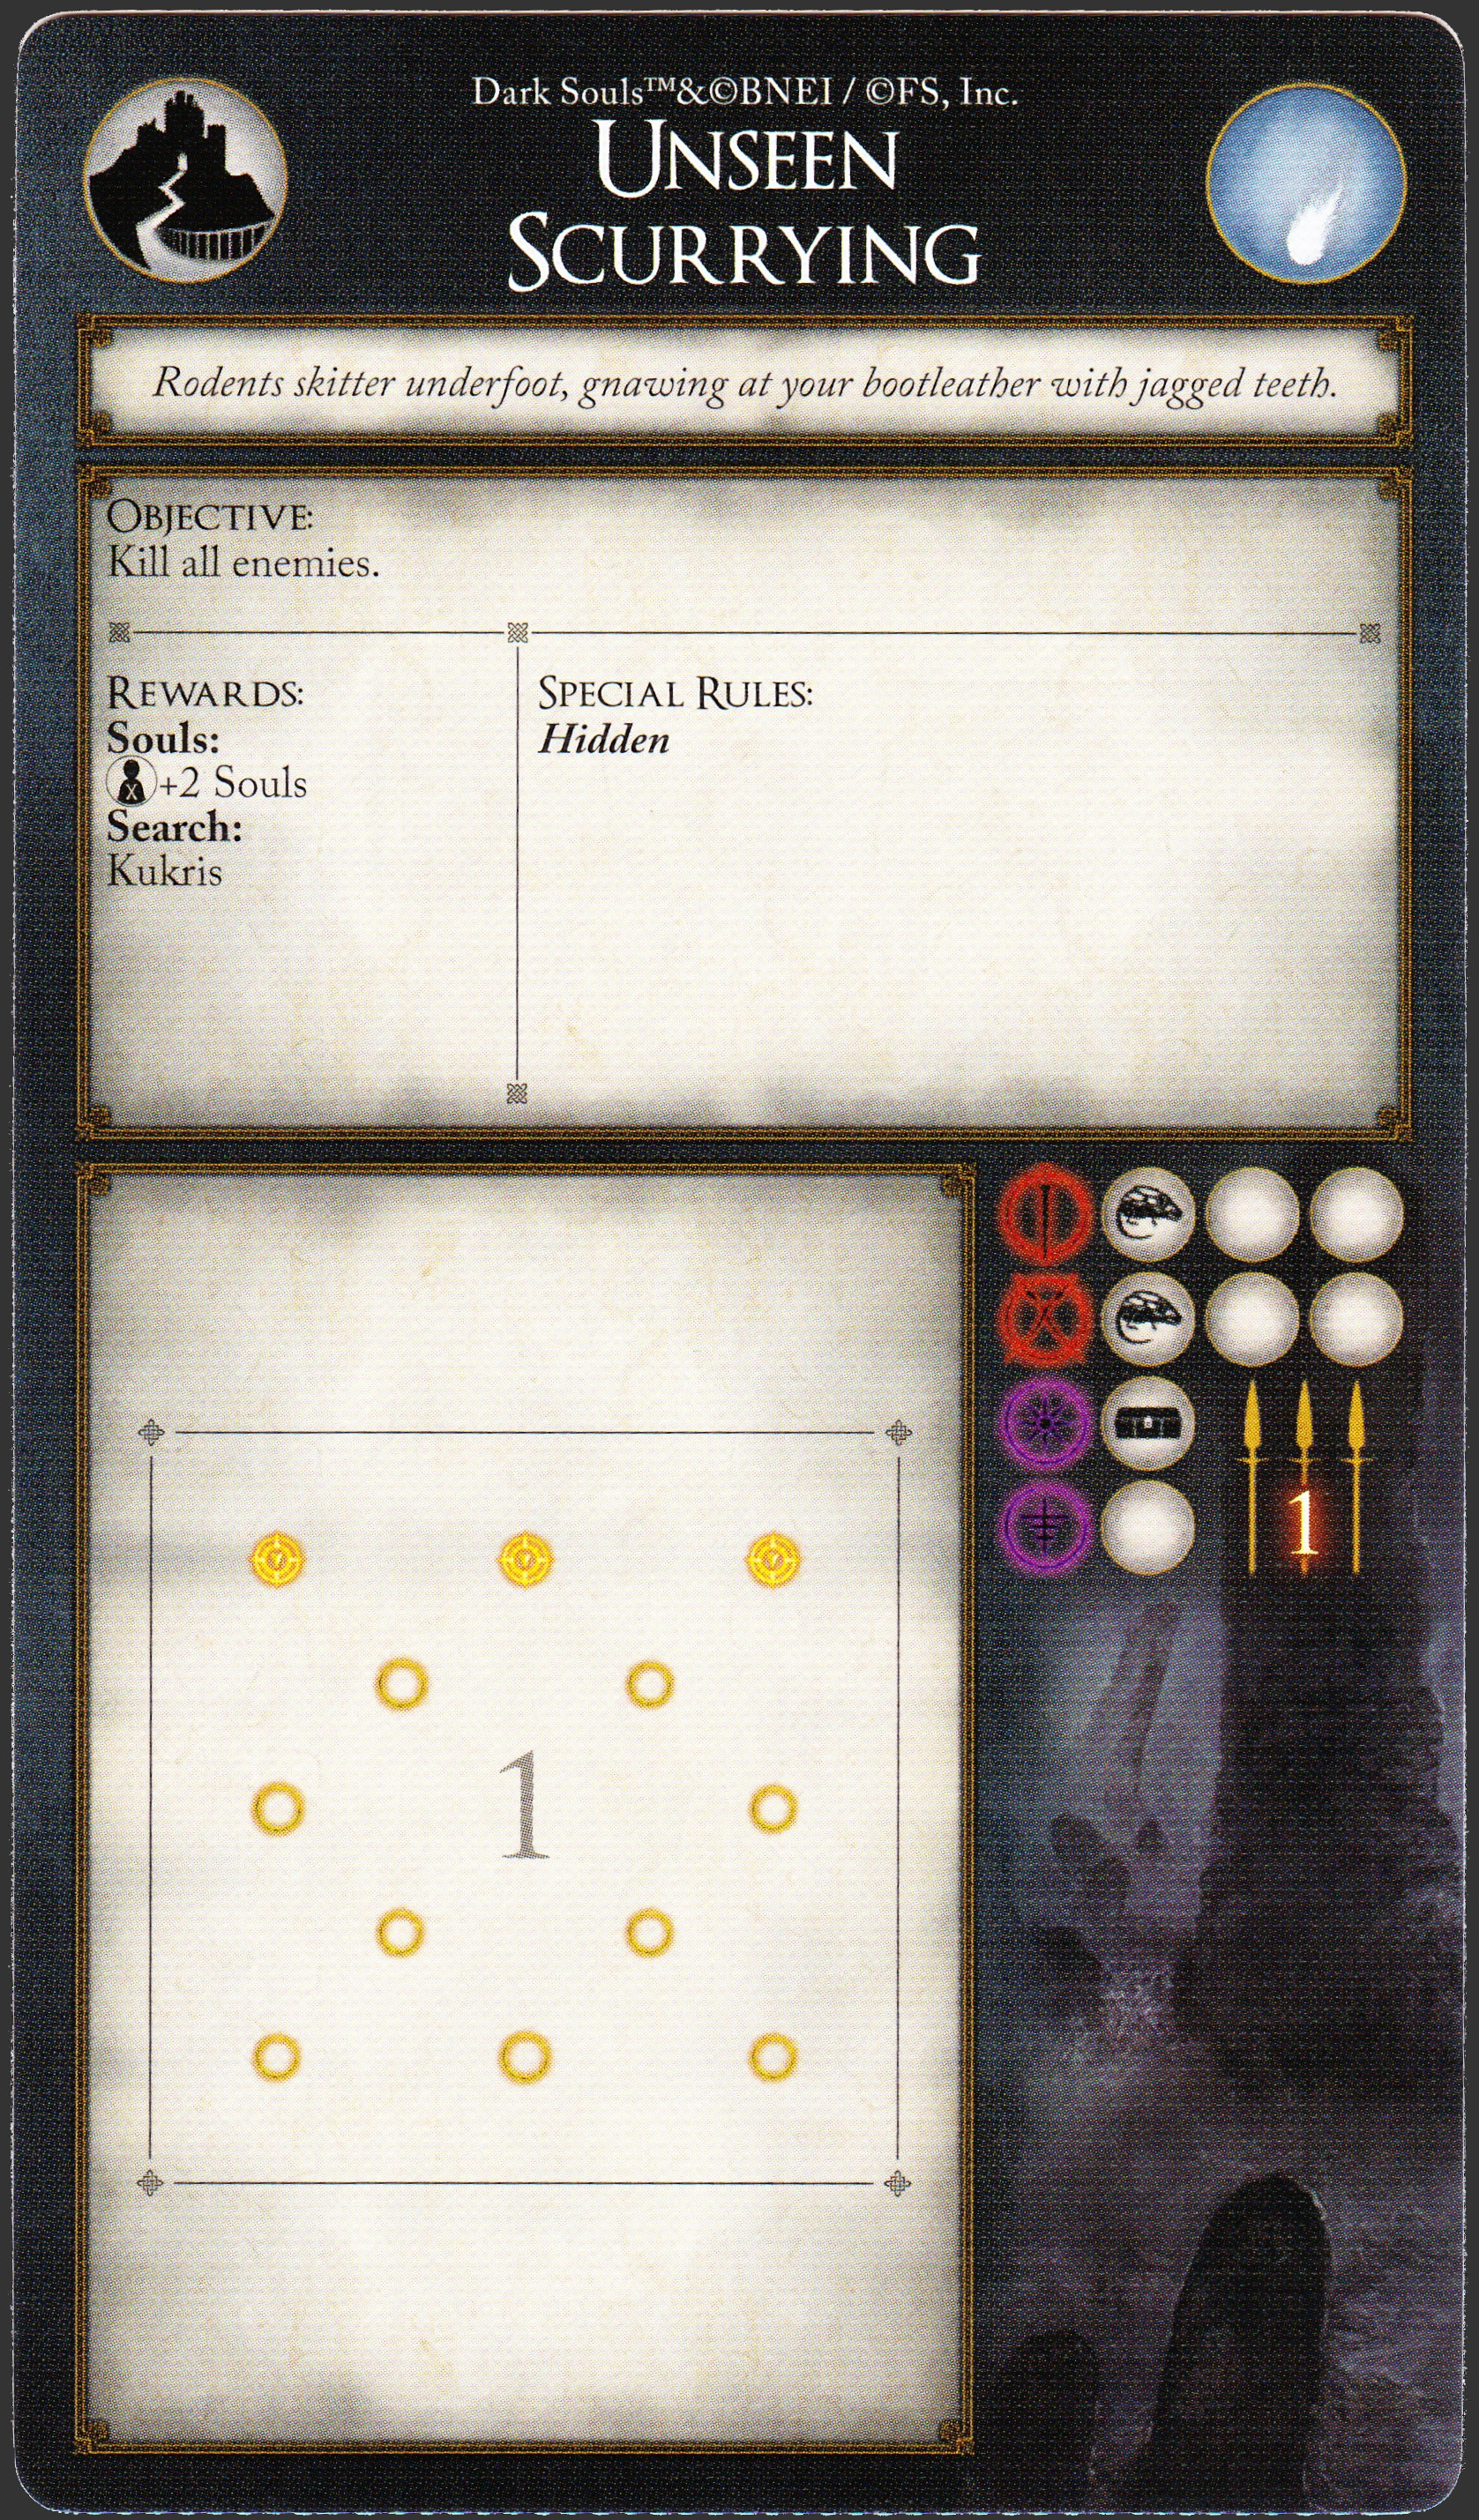 Dark Souls™&©BNEI / ©FS, Inc.
UNSEEN
SCURRYING
Rodents skitter underfoot, gnawing at your bootleather with jagged teeth.
OBJECTIVE:
Kill all enemies.
REWARDS:
Souls:
X +2 Souls
Search:
Kukris
SPECIAL RULES:
Hidden
1
1